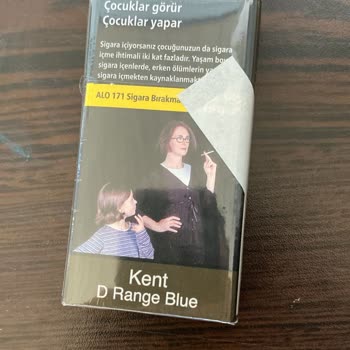 Çocuklar görür
Çocuklar yapar
Sigara içiyorsanız çocuğunuzun da sigara
içme ihtimali iki kat fazladır. Yaşam boyu
sigara içenlerde, erken ölümlerin
sigara içmekten kaynaklanmakta
ALO 171 Sigara Bırakma
Kent
D Range Blue